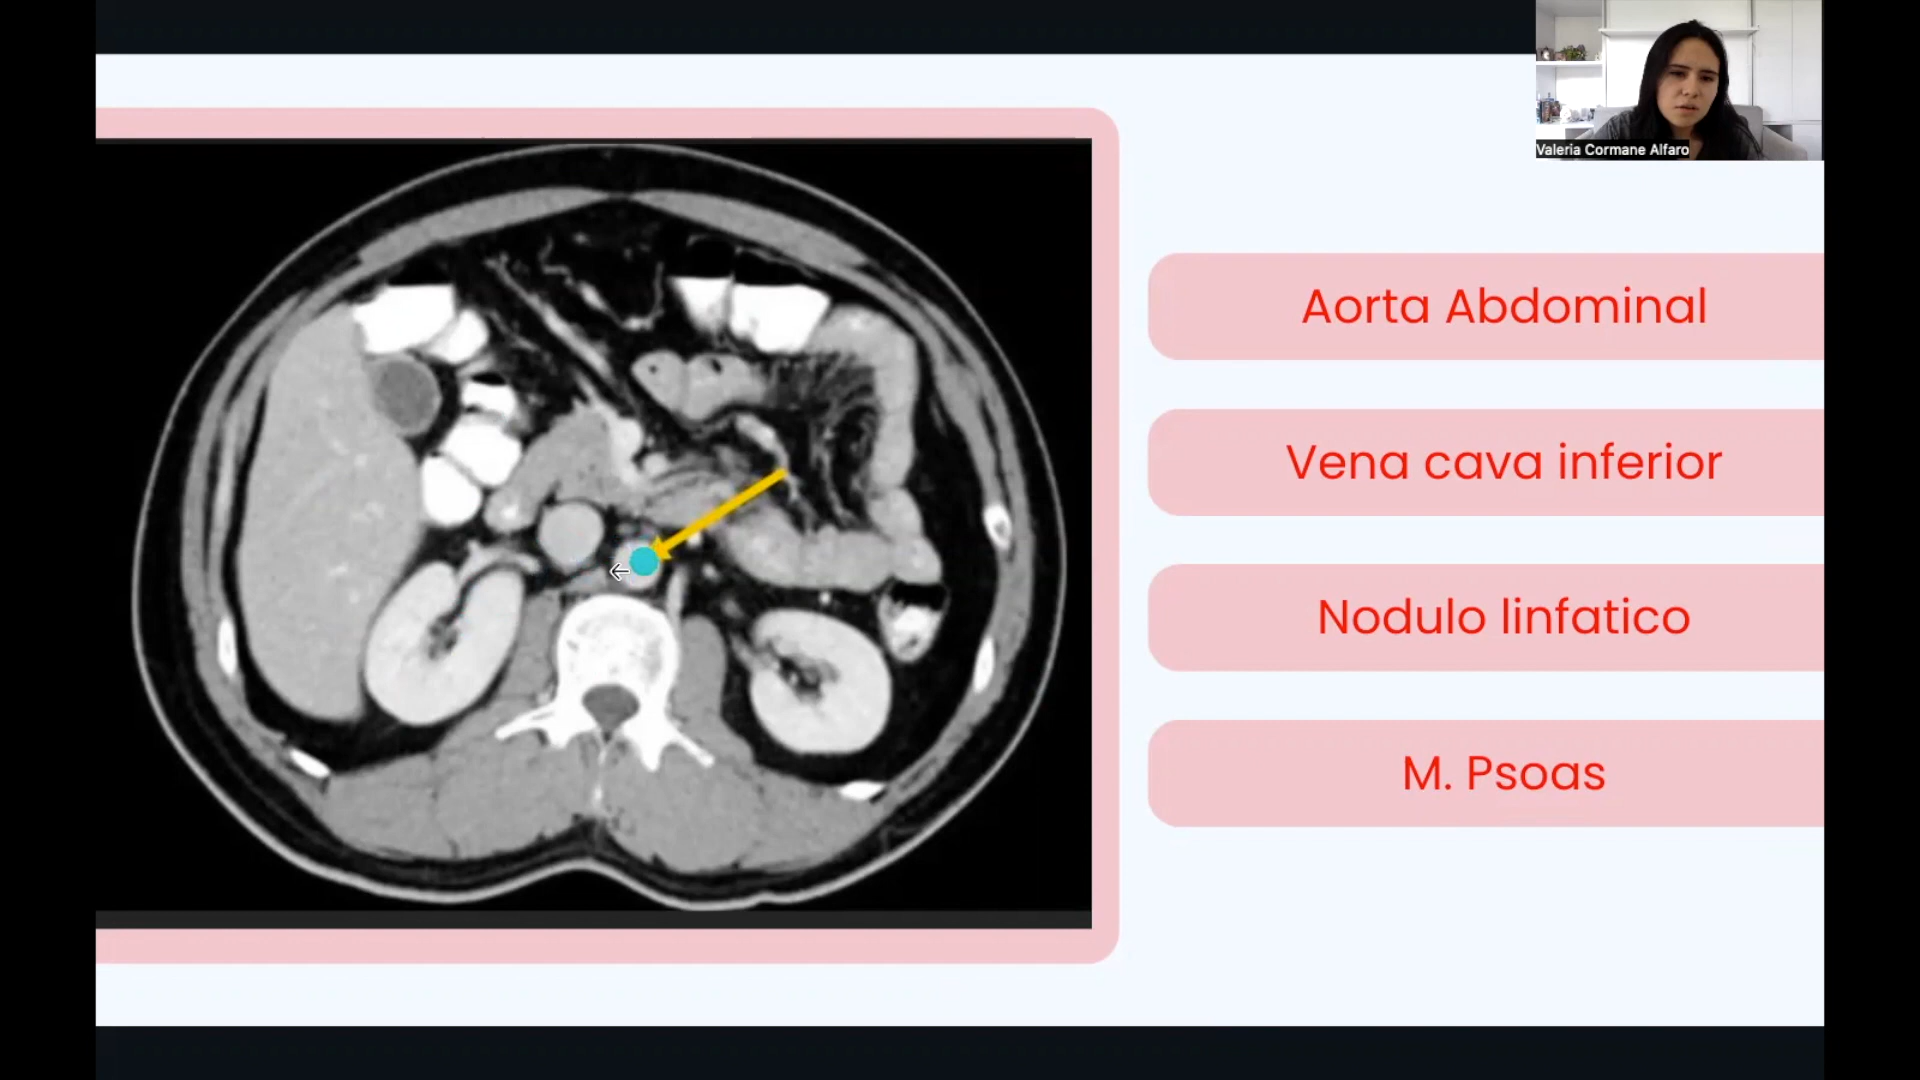 Valeria Cormane Alfaro
Aorta Abdominal
Vena cava inferior
Nodulo linfatico
M. Psoas